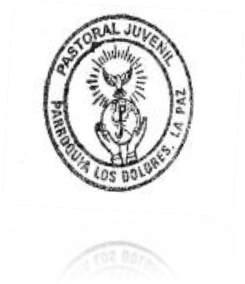 PASTORAL JUVENIL
PARROQUIA LOS DOLORES. LA PAZ